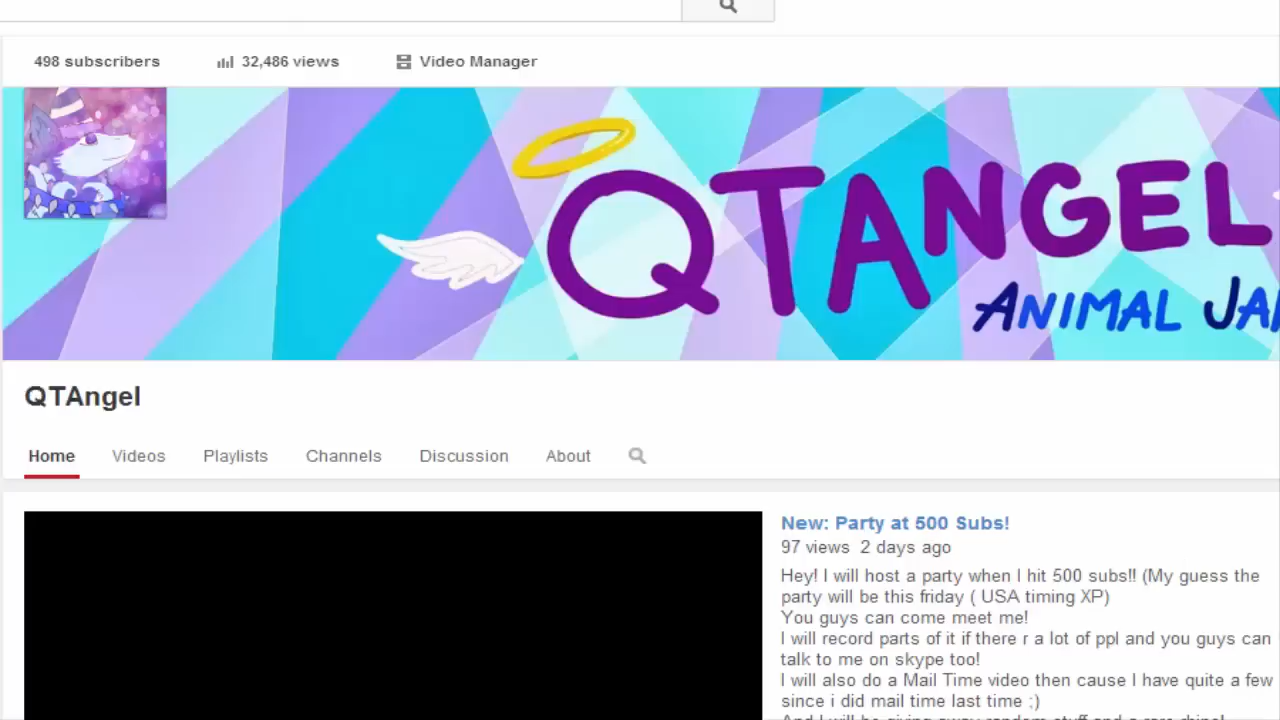 498 subscribers 32,486 views Video Manager
QTANGEL
ANIMAL
QTAngel
Home Videos Playlists Channels Discussion About
New: Party at 500 Subs!
97 views 2 days ago
Hey! I will host a party when I hit 500 subs!! (My guess the
party will be this friday ( USA timing XP)
You guys can come meet me!
I will record parts of it if there r a lot of ppl and you guys can
talk to me on skype too!
I will also do a Mail Time video then cause I have quite a few
since i did mail time last time :)